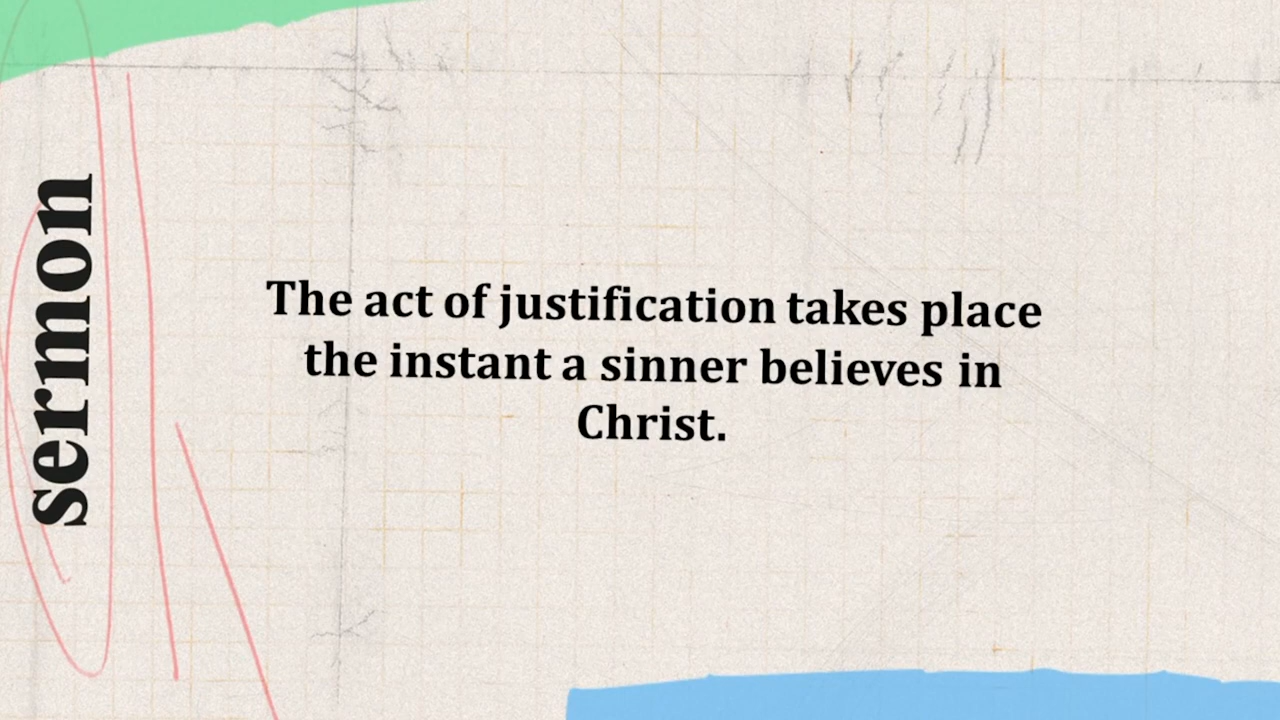 sermon
The act of justification takes place
the instant a sinner believes in
Christ.